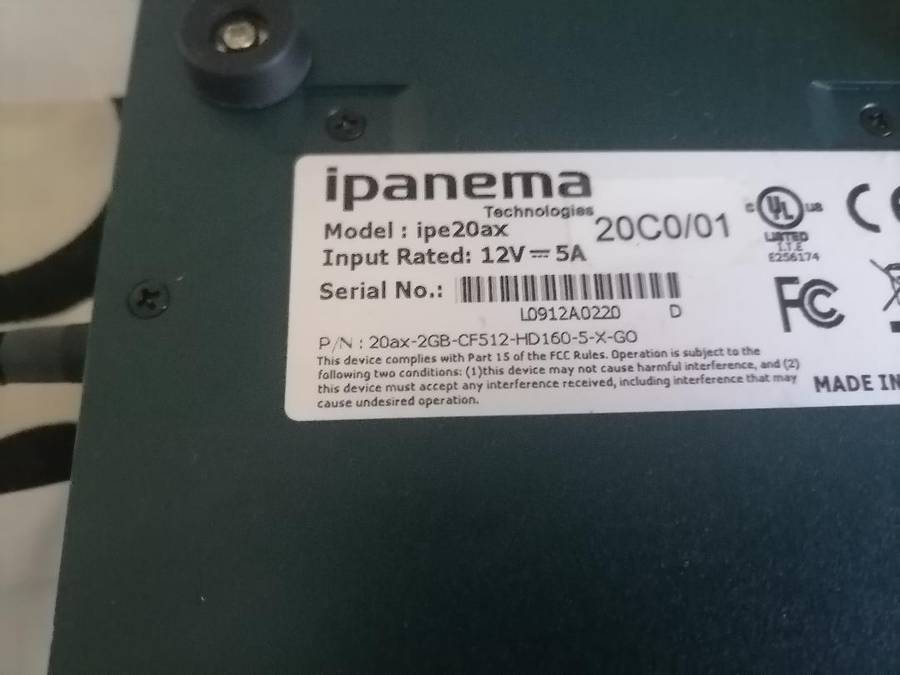 ipanema
Technologies
Model : ipe20ax
20C0/01
Input Rated: 12V⎓5A
Serial No.:
L0912A0220 D
P/N : 20ax-2GB-CF512-HD160-5-X-GO
This device complies with Part 15 of the FCC Rules. Operation is subject to the
following two conditions: (1)this device may not cause harmful interference, and (2)
this device must accept any interference received, including interference that may
cause undesired operation.
c UL us
LISTED
I.T.E
E256174
CE
FC
MADE IN